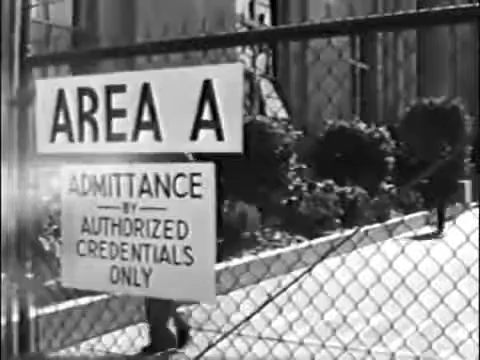 AREA A
ADMITTANCE
BY
AUTHORIZED
CREDENTIALS
ONLY